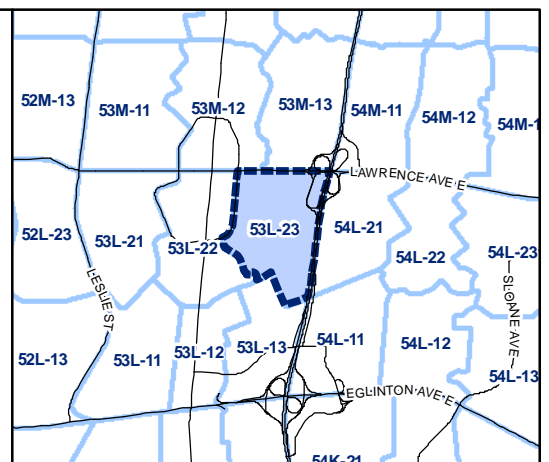 52M-13
53M-11
53M-12
53M-13
54M-11
54M-12
54M-1
LAWRENCE AVE E
52L-23
53L-21
53L-22
53L-23
54L-21
54L-22
54L-23
LESLIE ST
SLOANE AVE
52L-13
53L-11
53L-12
53L-13
54L-11
54L-12
54L-13
EGLINTON AVE E
54K-21